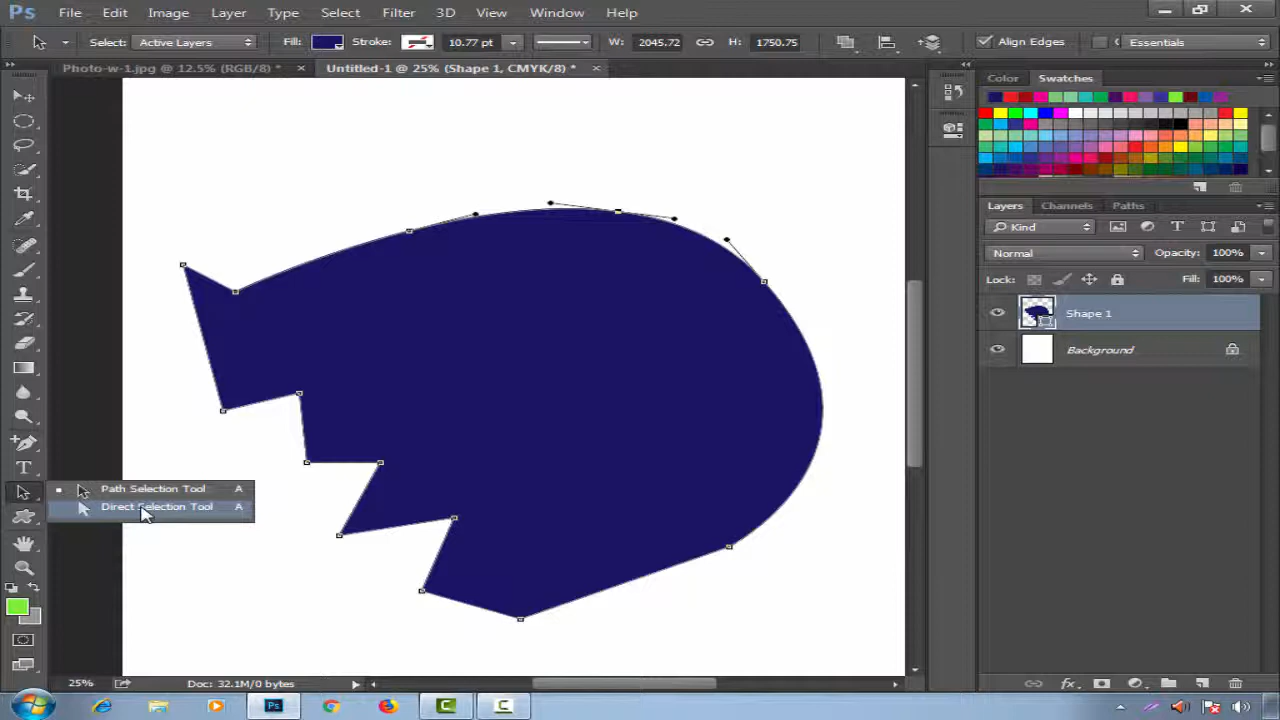 Ps File Edit Image Layer Type Select Filter 3D View Window Help
Select: Active Layers Fill: Stroke: 10.77 pt W: 2045.72 H: 1750.75 Align Edges Essentials
Photo-w-1.jpg @ 12.5% (RGB/8) * × Untitled-1 @ 25% (Shape 1, CMYK/8) * ×
Color Swatches
Layers Channels Paths
Kind
Normal Opacity: 100%
Lock: Fill: 100%
Shape 1
Background
Path Selection Tool A
Direct Selection Tool A
25% Doc: 32.1M/0 bytes
Ps C C